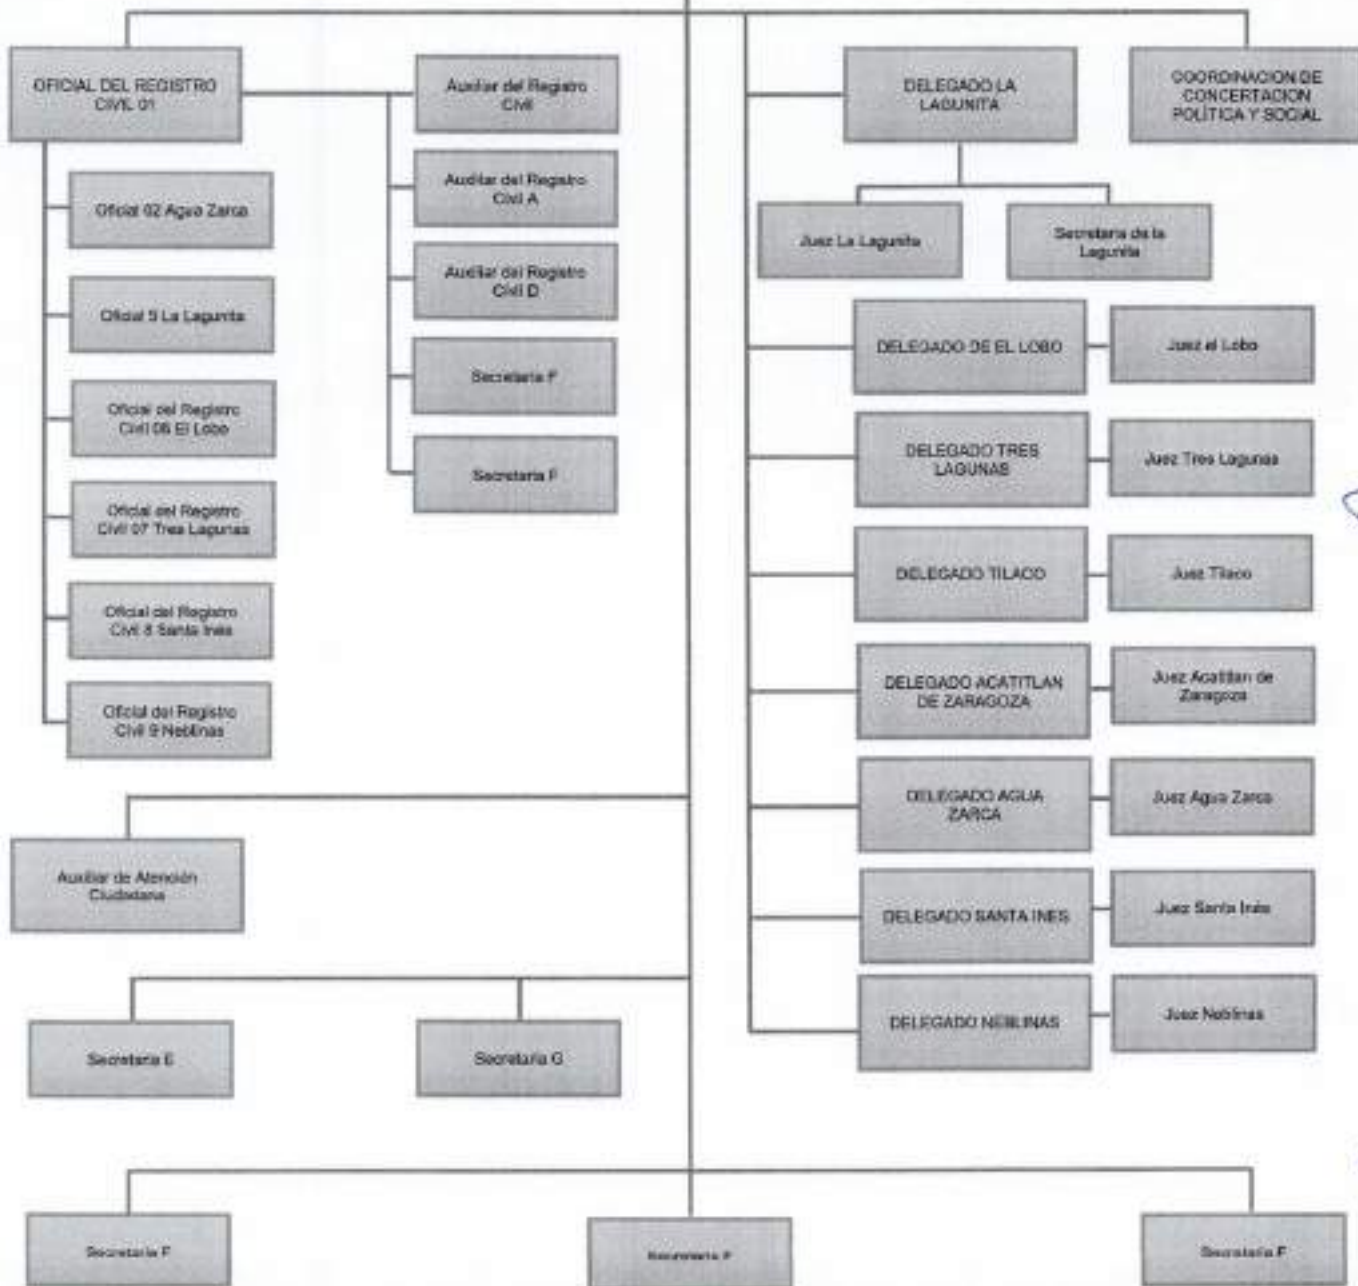 OFICIAL DEL REGISTRO
CIVIL 01
Auxiliar del Registro
Civil
DELEGADO LA
LAGUNITA
COORDINACION DE
CONCERTACION
POLÍTICA Y SOCIAL
Oficial 02 Agua Zarca
Auxiliar del Registro
Civil A
Juez La Lagunita
Secretaria de la
Lagunita
Oficial 5 La Lagunita
Auxiliar del Registro
Civil D
DELEGADO DE EL LOBO
Juez el Lobo
Oficial del Registro
Civil 06 El Lobo
Secretaria F
DELEGADO TRES
LAGUNAS
Juez Tres Lagunas
Oficial del Registro
Civil 07 Tres Lagunas
Secretaria F
DELEGADO TILACO
Juez Tilaco
Oficial del Registro
Civil 8 Santa Inés
DELEGADO ACATITLAN
DE ZARAGOZA
Juez Acatitlan de
Zaragoza
Oficial del Registro
Civil 9 Neblinas
DELEGADO AGUA
ZARCA
Juez Agua Zarca
Auxiliar de Atención
Ciudadana
DELEGADO SANTA INES
Juez Santa Inés
DELEGADO NEBLINAS
Juez Neblinas
Secretaria E
Secretaria G
Secretaria F
Secretaria F
Secretaria F